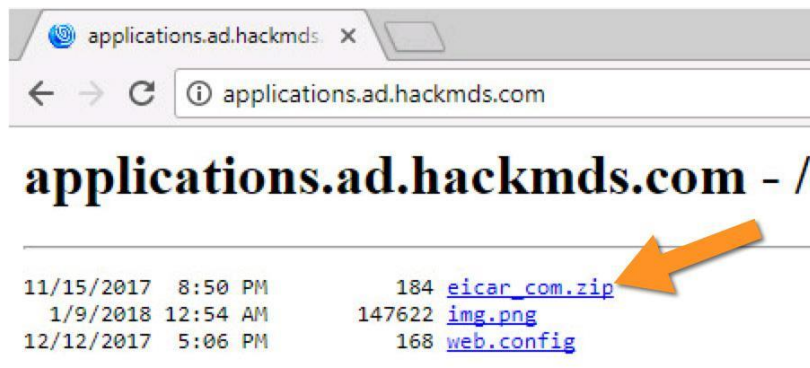 applications.ad.hackmds.
applications.ad.hackmds.com
applications.ad.hackmds.com - /
11/15/2017 8:50 PM 184 eicar_com.zip
1/9/2018 12:54 AM 147622 img.png
12/12/2017 5:06 PM 168 web.config